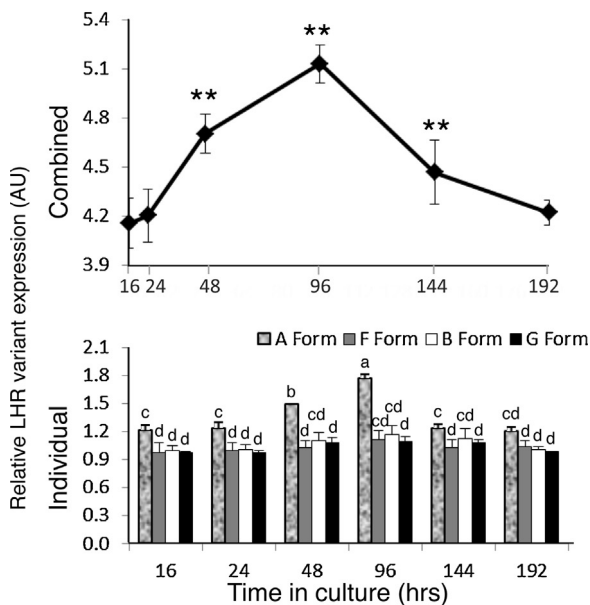 Relative LHR variant expression (AU)
Combined
5.4
5.1
4.8
4.5
4.2
3.9
** ** **
16 24 48 96 144 192
A Form F Form B Form G Form
Individual
2.1
1.8
1.5
1.2
0.9
0.6
0.3
0.0
c d d d
c d d d
b d cd d
a cd cd d
c d cd d
cd d d d
16 24 48 96 144 192
Time in culture (hrs)